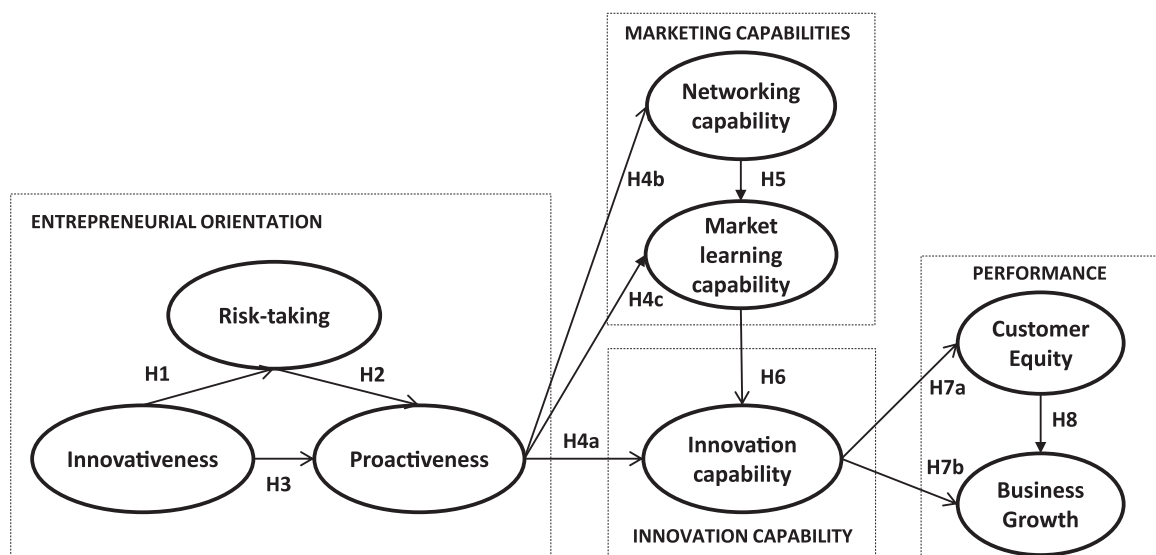 MARKETING CAPABILITIES
Networking
capability
H4b
H5
ENTREPRENEURIAL ORIENTATION
Market
learning
capability
H4c
PERFORMANCE
Risk-taking
Customer
Equity
H1
H2
H6
H7a
H8
Innovativeness
H3
Proactiveness
H4a
Innovation
capability
H7b
Business
Growth
INNOVATION CAPABILITY